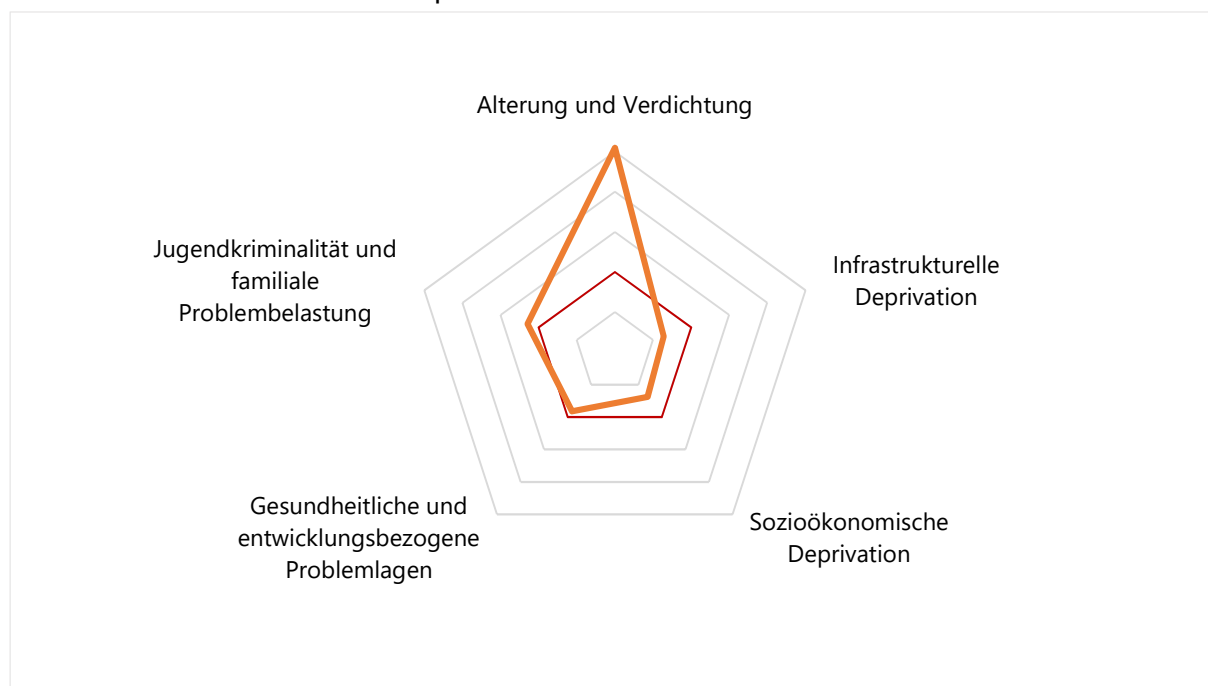 Alterung und Verdichtung
Jugendkriminalität und
familiale
Problembelastung
Infrastrukturelle
Deprivation
Gesundheitliche und
entwicklungsbezogene
Problemlagen
Sozioökonomische
Deprivation